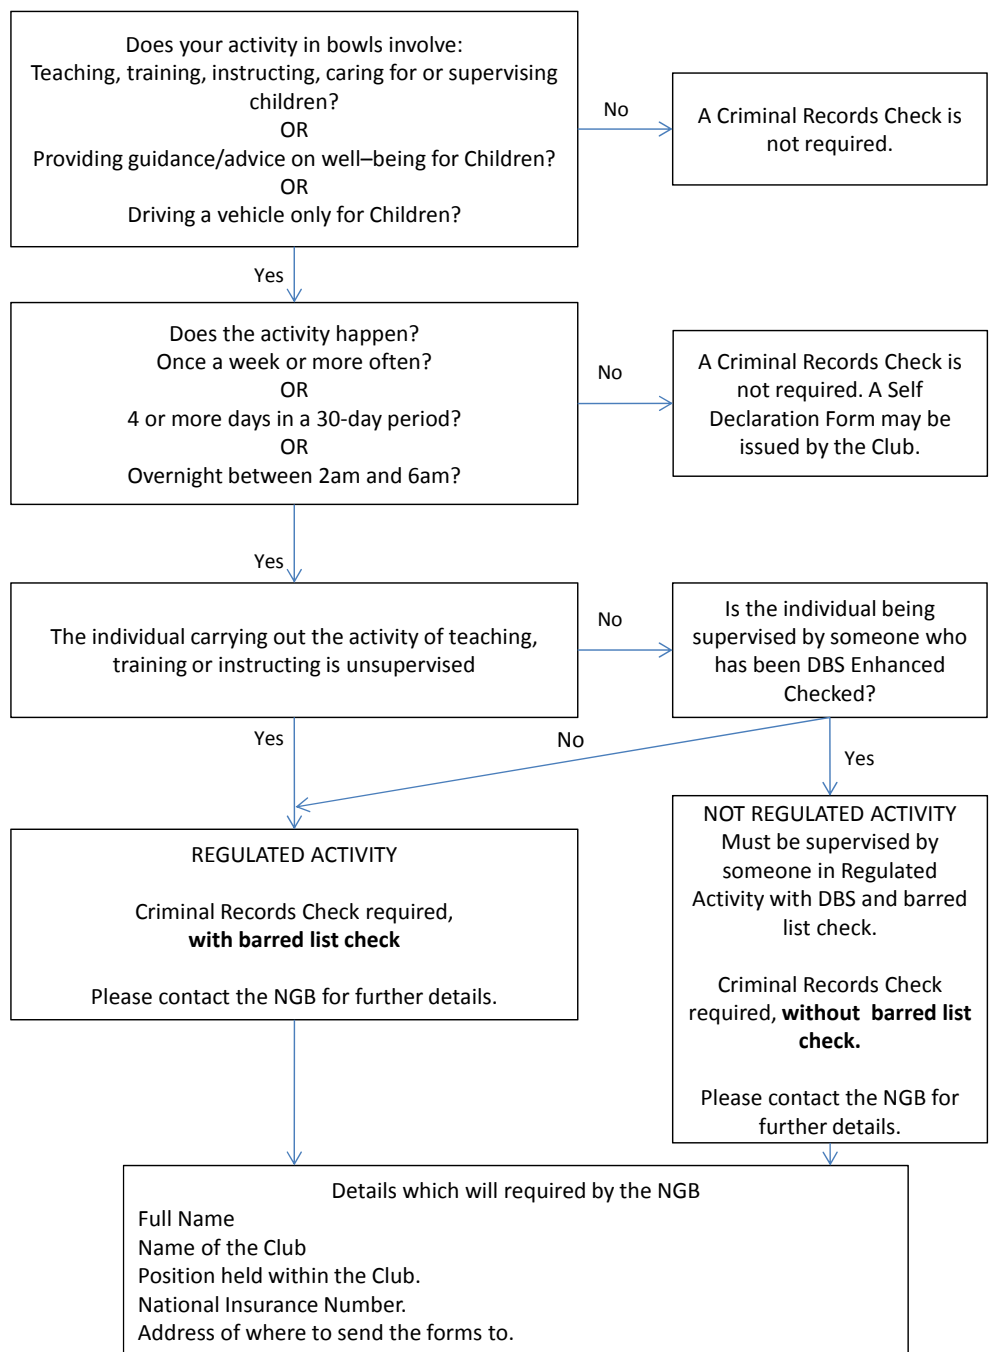 Does your activity in bowls involve:
Teaching, training, instructing, caring for or supervising
children?
OR
Providing guidance/advice on well–being for Children?
OR
Driving a vehicle only for Children?
No
A Criminal Records Check is
not required.
Yes
Does the activity happen?
Once a week or more often?
OR
4 or more days in a 30-day period?
OR
Overnight between 2am and 6am?
No
A Criminal Records Check is
not required. A Self
Declaration Form may be
issued by the Club.
Yes
The individual carrying out the activity of teaching,
training or instructing is unsupervised
No
Is the individual being
supervised by someone who
has been DBS Enhanced
Checked?
Yes
No
Yes
REGULATED ACTIVITY
Criminal Records Check required,
with barred list check
Please contact the NGB for further details.
NOT REGULATED ACTIVITY
Must be supervised by
someone in Regulated
Activity with DBS and barred
list check.
Criminal Records Check
required, without barred list
check.
Please contact the NGB for
further details.
Details which will required by the NGB
Full Name
Name of the Club
Position held within the Club.
National Insurance Number.
Address of where to send the forms to.